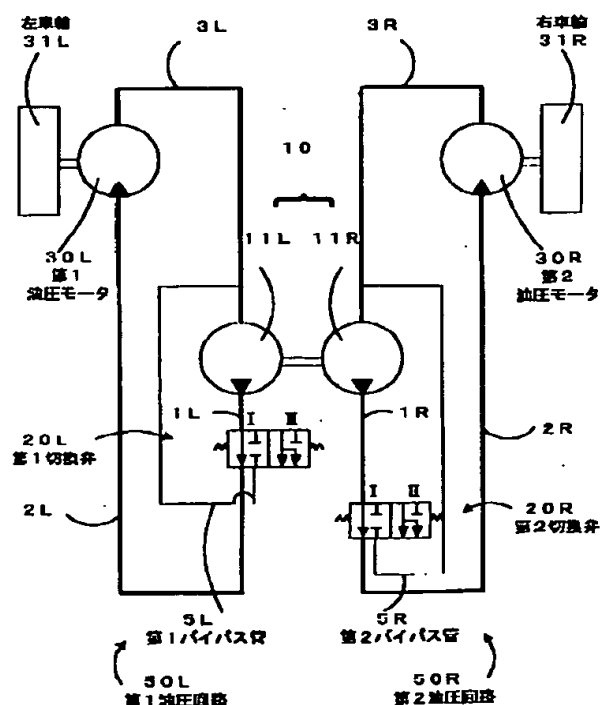 左車輪
31L
3L
3R
右車輪
31R
10
11L
11R
30L
第1
油圧モータ
30R
第2
油圧モータ
1L
I
II
1R
20L
第1切換弁
2L
2R
I
II
20R
第2切換弁
5L
第1バイパス管
5R
第2バイパス管
50L
第1油圧回路
50R
第2油圧回路